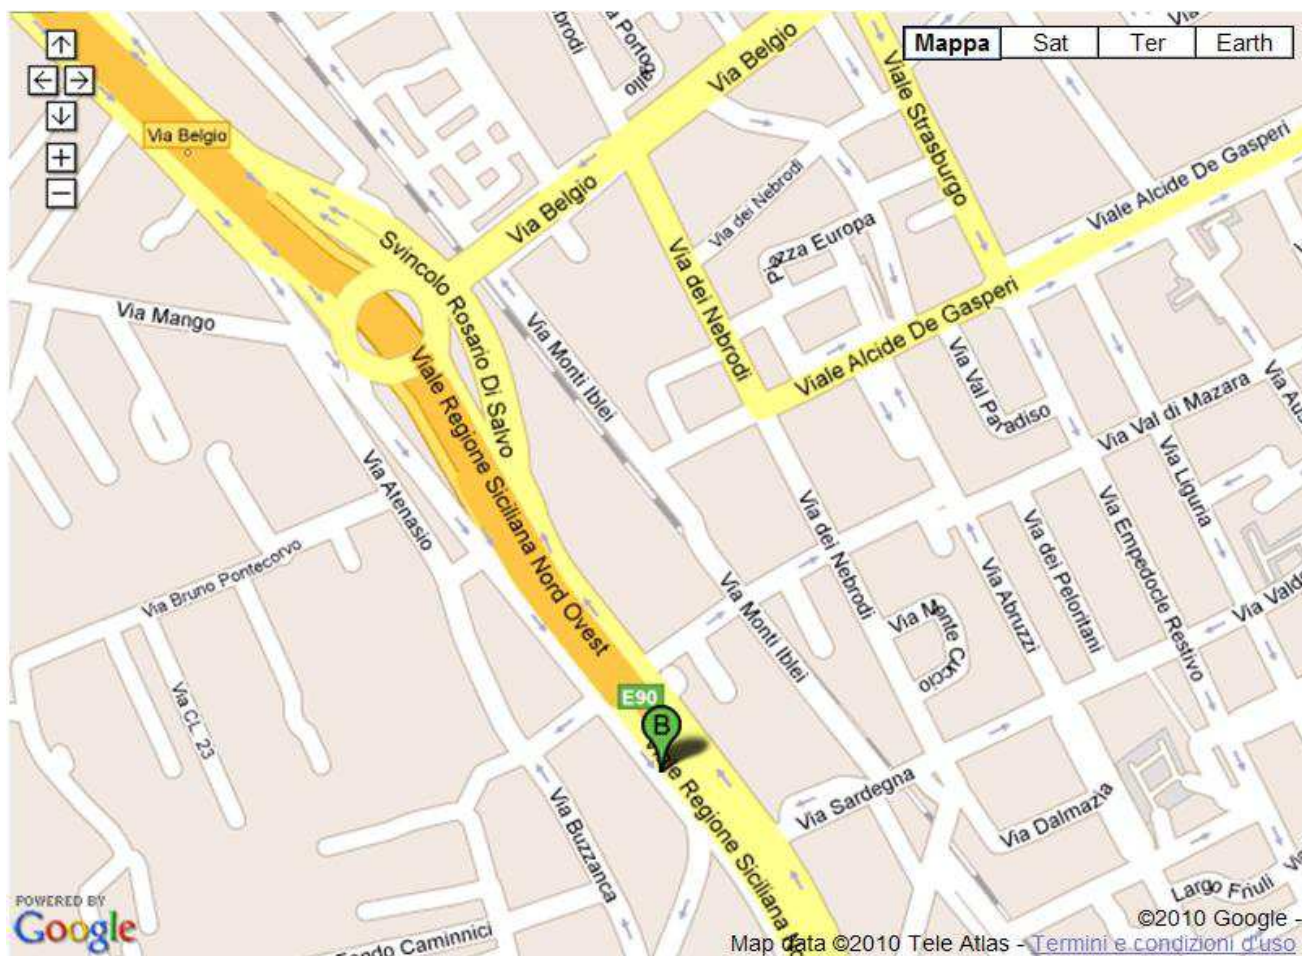 Mappa Sat Ter Earth
Via Belgio
Viale Strasburgo
Via Belgio
Viale Alcide De Gasperi
Via Belgio
Via dei Nebrodi
Piazza Europa
Svincolo Rosario Di Salvo
Via dei Nebrodi
Via Mango
Via Monti Iblei
Viale Alcide De Gasperi
Via Val Paradiso
Via Val di Mazara
Viale Regione Siciliana Nord Ovest
Via Atenasio
Via Liguria
Via dei Nebrodi
Via Empedocle Restivo
Via dei Peloritani
Via Abruzzi
Via Bruno Pontecorvo
Via Monti Iblei
Via Monte Cuccio
E90
B
Via CL. 23
Viale Regione Siciliana
Via Sardegna
Via Dalmazia
Via Buzzanca
Largo Friuli
Caminnici
POWERED BY
Google
©2010 Google -
Map data ©2010 Tele Atlas - Termini e condizioni d'uso